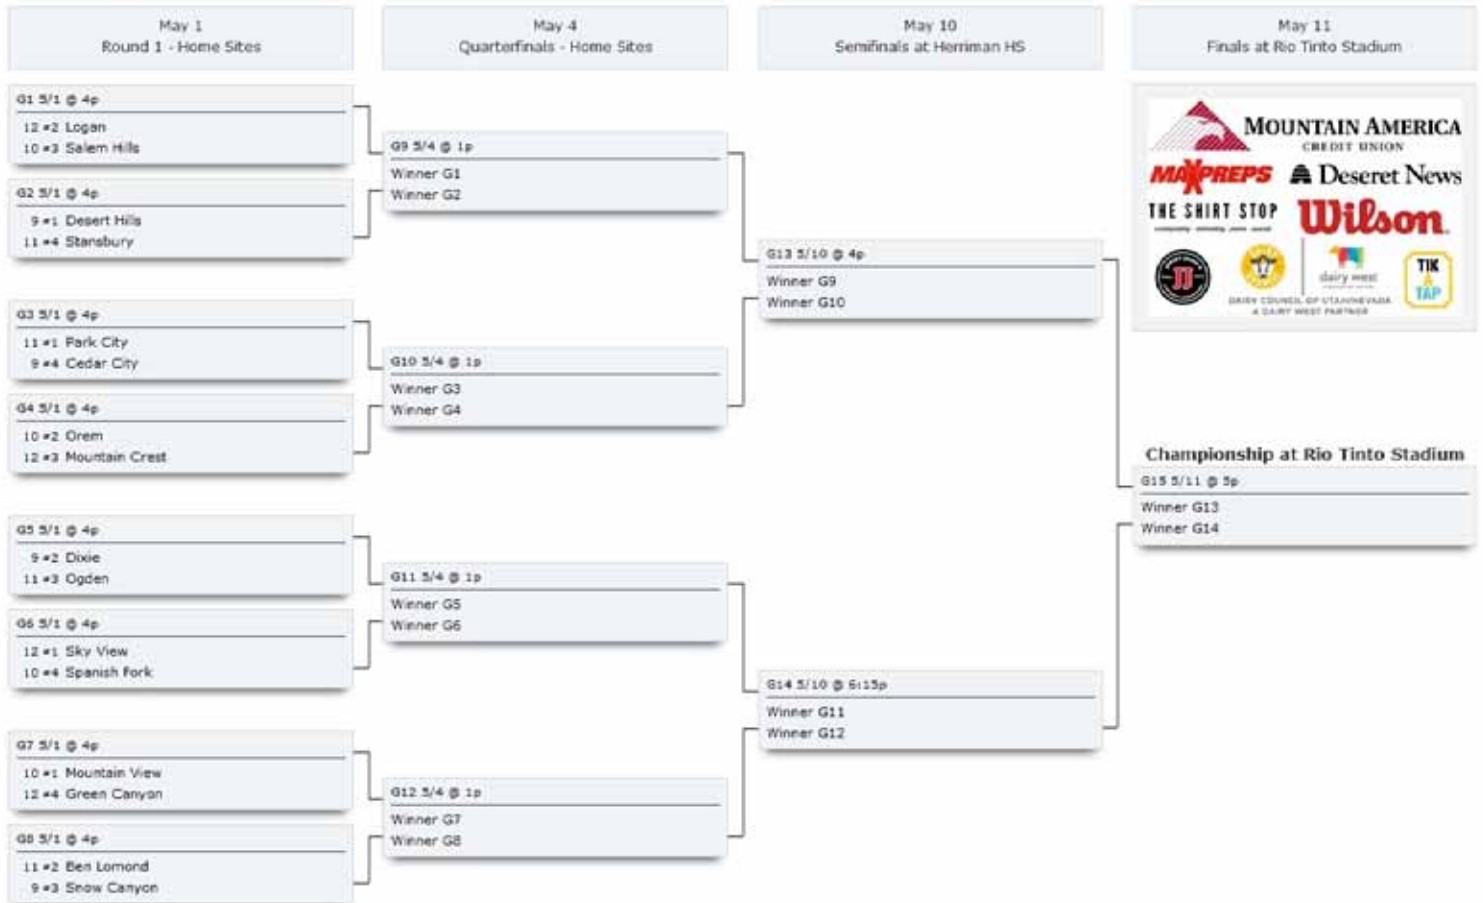 May 1
Round 1 - Home Sites
May 4
Quarterfinals - Home Sites
May 10
Semifinals at Herriman HS
May 11
Finals at Rio Tinto Stadium
G1 5/1 @ 4p
12 #2 Logan
10 #3 Salem Hills
G2 5/1 @ 4p
9 #1 Desert Hills
11 #4 Stansbury
G3 5/1 @ 4p
11 #1 Park City
9 #4 Cedar City
G4 5/1 @ 4p
10 #2 Orem
12 #3 Mountain Crest
G5 5/1 @ 4p
9 #2 Dixie
11 #3 Ogden
G6 5/1 @ 4p
12 #1 Sky View
10 #4 Spanish Fork
G7 5/1 @ 4p
10 #1 Mountain View
12 #4 Green Canyon
G8 5/1 @ 4p
11 #2 Ben Lomond
9 #3 Snow Canyon
G9 5/4 @ 1p
Winner G1
Winner G2
G10 5/4 @ 1p
Winner G3
Winner G4
G11 5/4 @ 1p
Winner G5
Winner G6
G12 5/4 @ 1p
Winner G7
Winner G8
G13 5/10 @ 4p
Winner G9
Winner G10
G14 5/10 @ 6:15p
Winner G11
Winner G12
MOUNTAIN AMERICA
CREDIT UNION
MAXPREPS
Deseret News
THE SHIRT STOP
Wilson
JJ
dairy west
TIK
A
TAP
DAIRY COUNCIL OF UTAH/NEVADA
A DAIRY WEST PARTNER
Championship at Rio Tinto Stadium
G15 5/11 @ 5p
Winner G13
Winner G14